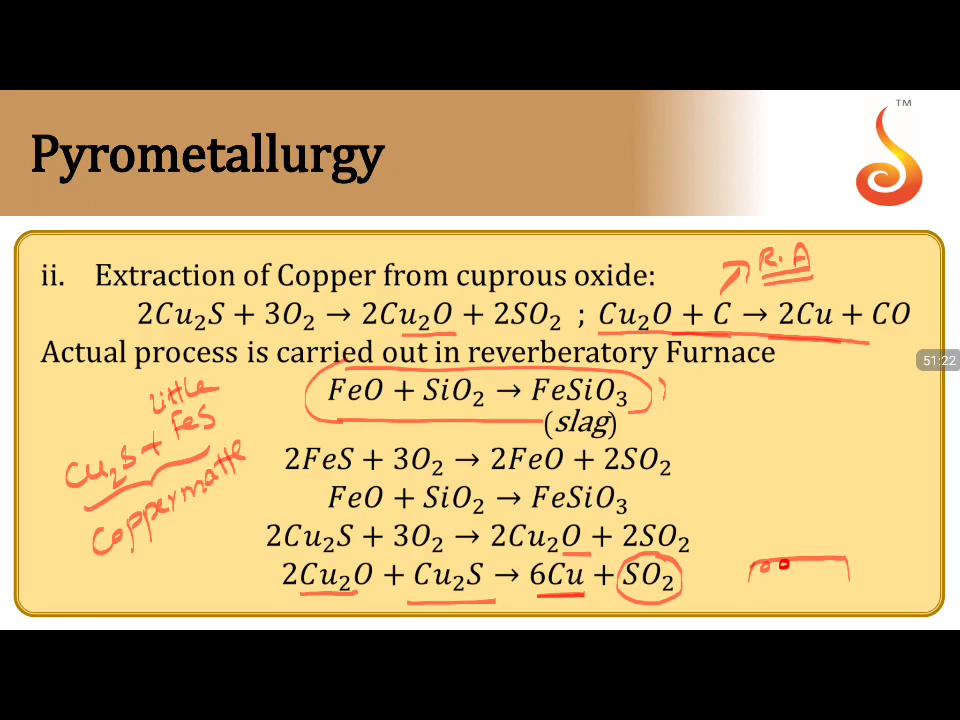 TM
Pyrometallurgy
R.A
ii. Extraction of Copper from cuprous oxide:
2Cu₂S + 3O₂ → 2Cu₂O + 2SO₂ ; Cu₂O + C → 2Cu + CO
Actual process is carried out in reverberatory Furnace
51:22
FeO + SiO₂ → FeSiO₃
(slag)
little
Cu₂S + FeS
Coppermatte
2FeS + 3O₂ → 2FeO + 2SO₂
FeO + SiO₂ → FeSiO₃
2Cu₂S + 3O₂ → 2Cu₂O + 2SO₂
2Cu₂O + Cu₂S → 6Cu + SO₂